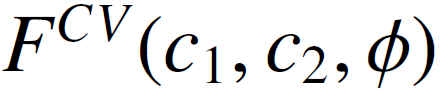 $F^{CV}(c_1, c_2, \phi)$